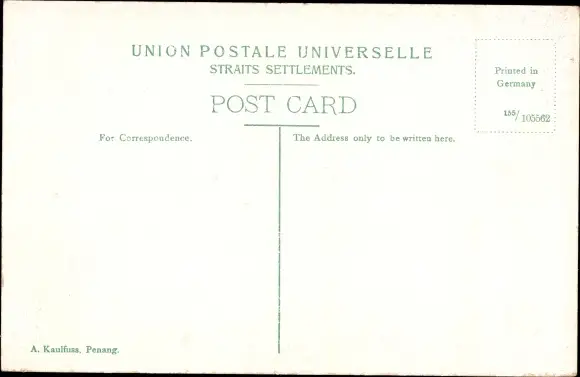 UNION POSTALE UNIVERSELLE
STRAITS SETTLEMENTS.
POST CARD
Printed in
Germany
155/105562
For Correspondence.
The Address only to be written here.
A. Kaulfuss, Penang.